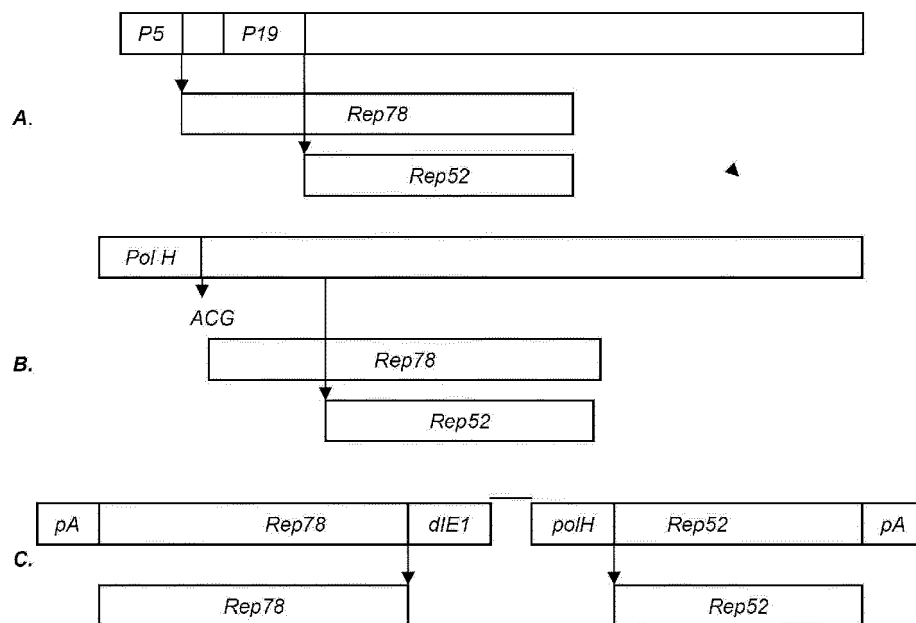 P5 P19
A.
Rep78
Rep52
Pol H
ACG
B.
Rep78
Rep52
pA Rep78 dIE1 polH Rep52 pA
C.
Rep78 Rep52